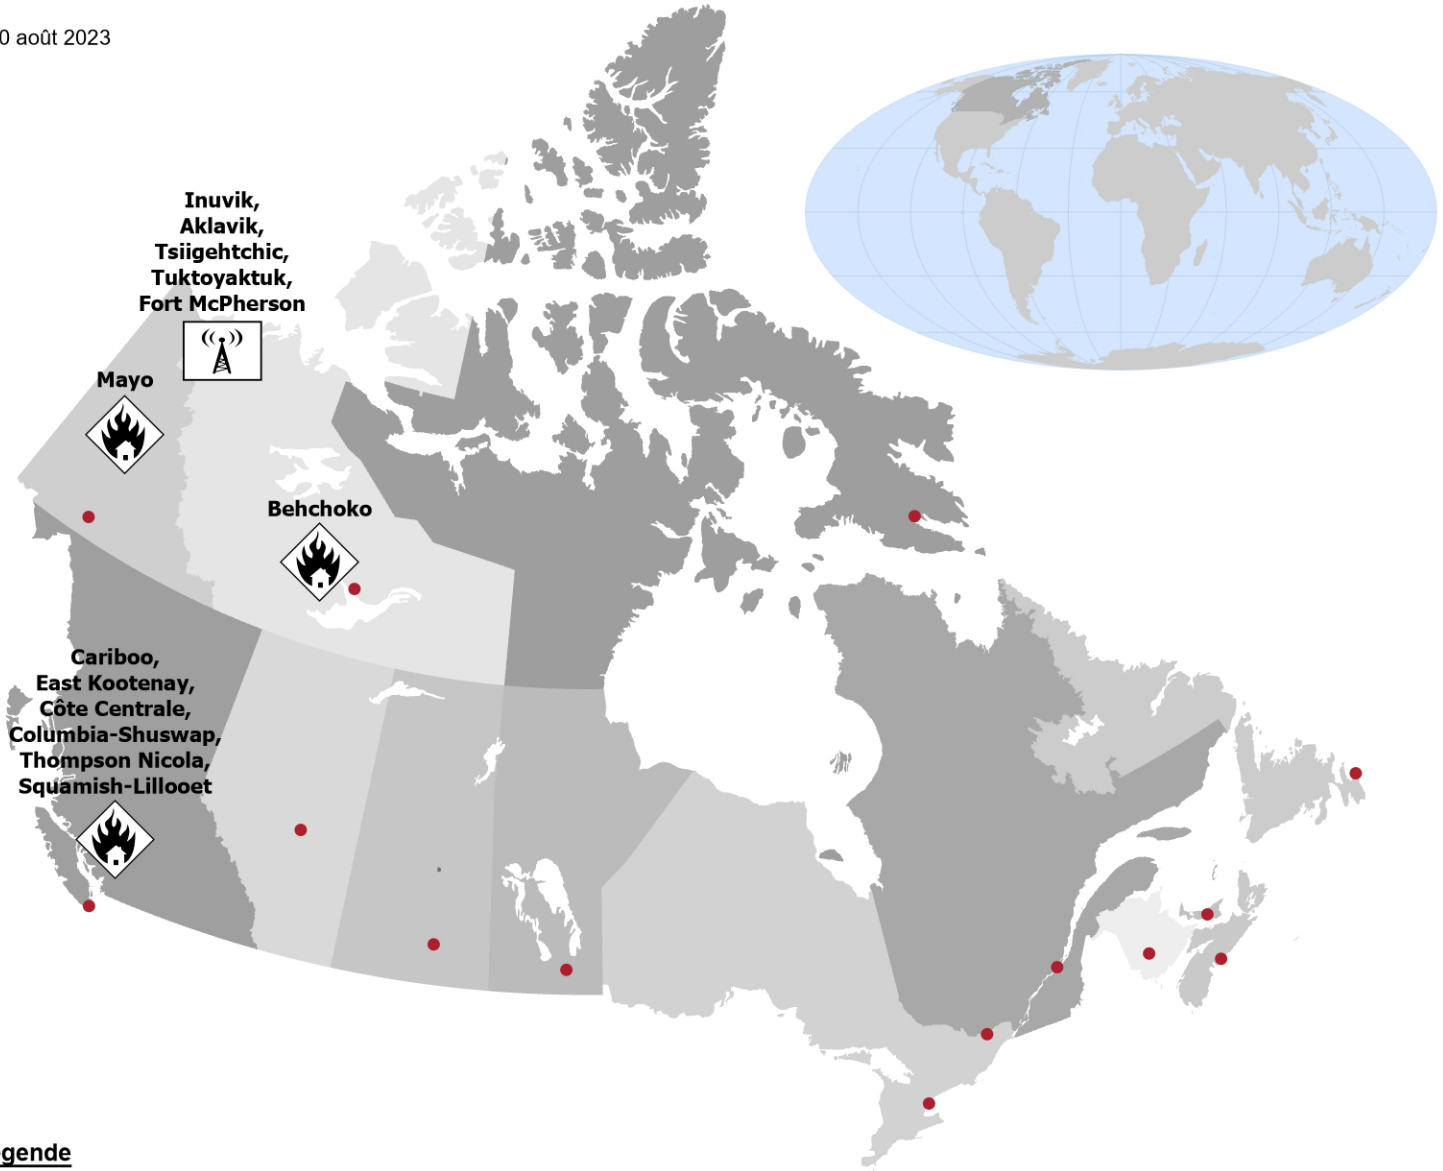 0 août 2023
Inuvik,
Aklavik,
Tsiigehtchic,
Tuktoyaktuk,
Fort McPherson
Mayo
Behchoko
Cariboo,
East Kootenay,
Côte Centrale,
Columbia-Shuswap,
Thompson Nicola,
Squamish-Lillooet
gende